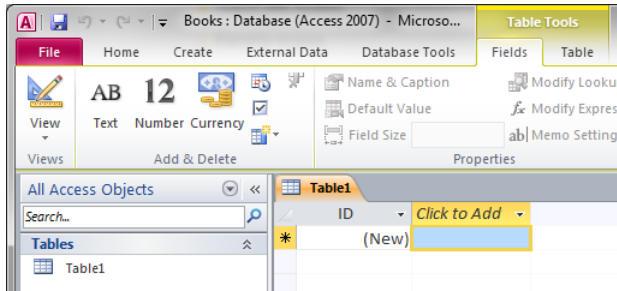 Books : Database (Access 2007) - Microso...
Table Tools
File Home Create External Data Database Tools Fields Table
View
AB Text
12 Number
Currency
Name & Caption
Default Value
Field Size
Modify Looku
fx Modify Expres
ab Memo Setting
Views Add & Delete Properties
All Access Objects
Search...
Tables
Table1
Table1
ID Click to Add
(New)